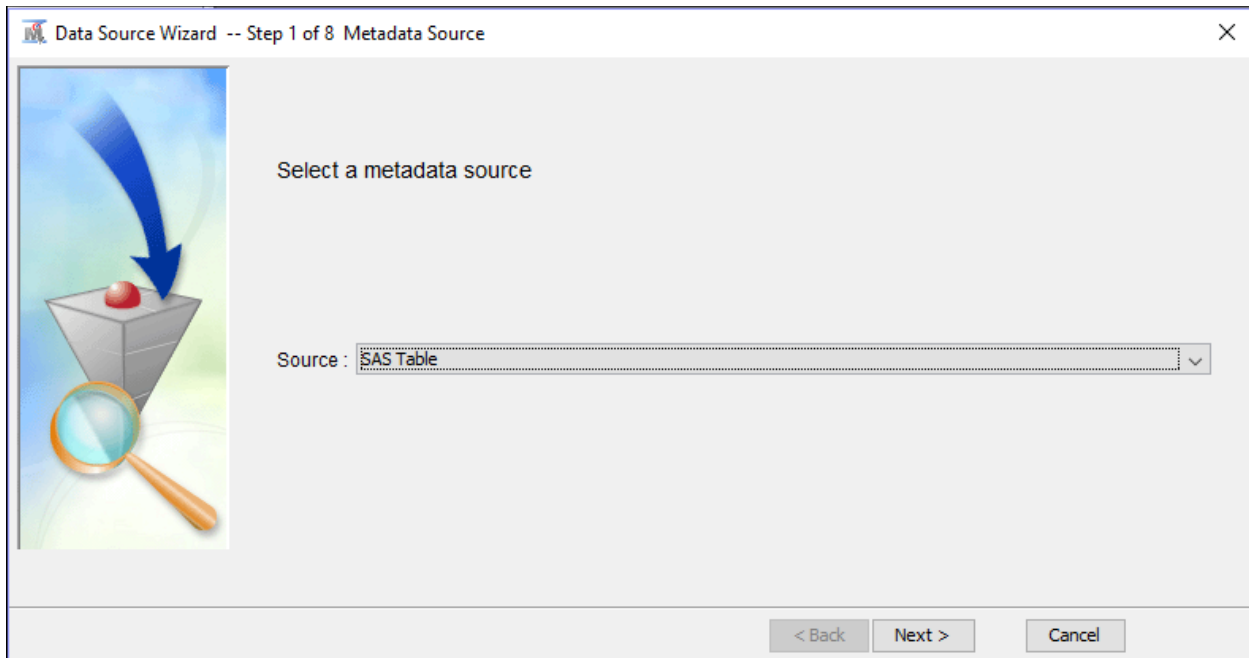 Data Source Wizard -- Step 1 of 8 Metadata Source
Select a metadata source
Source : SAS Table
< Back Next > Cancel